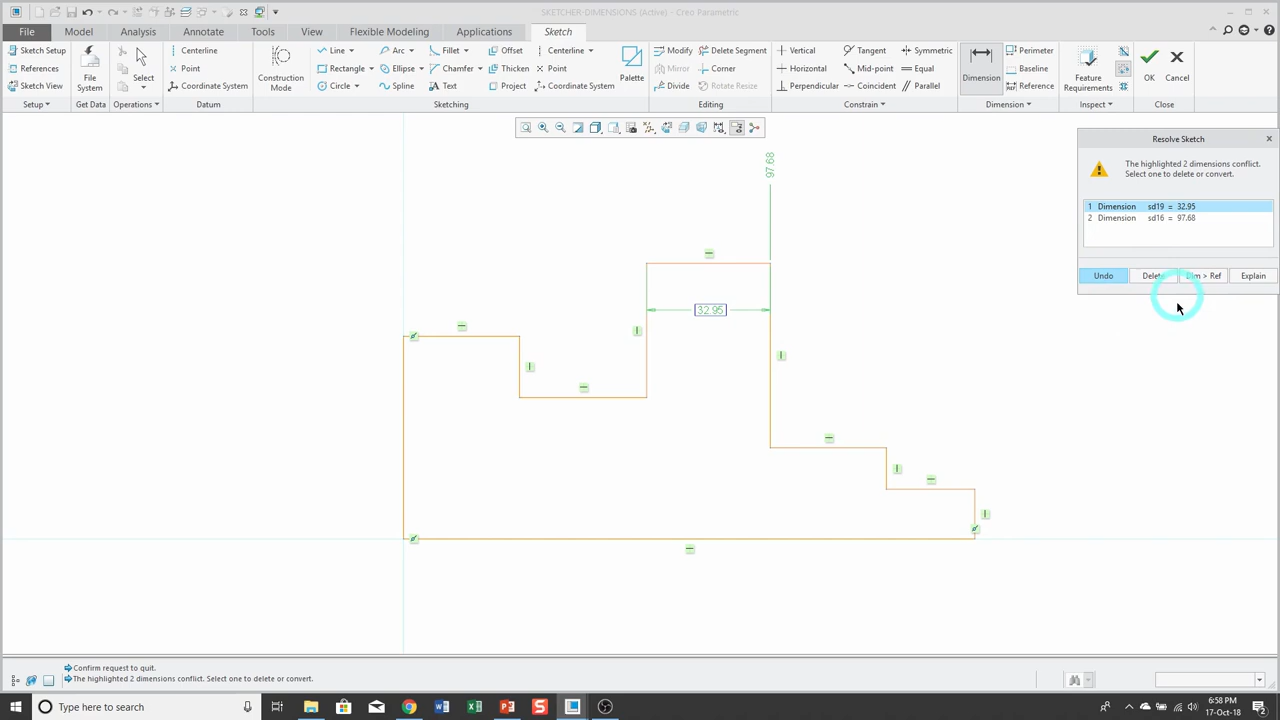 SKETCHER-DIMENSIONS (Active) - Creo Parametric
File Model Analysis Annotate Tools View Flexible Modeling Applications Sketch
Sketch Setup
References
Sketch View
Setup
File System
Get Data
Select
Operations
Centerline
Point
Coordinate System
Datum
Construction Mode
Line Arc Fillet Offset Centerline
Rectangle Ellipse Chamfer Thicken Point
Circle Spline Text Project Coordinate System
Palette
Sketching
Modify Delete Segment
Mirror Corner
Divide Rotate Resize
Editing
Vertical Tangent Symmetric
Horizontal Mid-point Equal
Perpendicular Coincident Parallel
Constrain
Dimension
Perimeter
Baseline
Reference
Dimension
Feature Requirements
Inspect
OK Cancel
Close
Resolve Sketch
The highlighted 2 dimensions conflict.
Select one to delete or convert.
1 Dimension sd19 = 32.95
2 Dimension sd16 = 97.68
Undo Delete Dim > Ref Explain
97.68
32.95
Confirm request to quit.
The highlighted 2 dimensions conflict. Select one to delete or convert.
Type here to search
6:58 PM
17-Oct-18